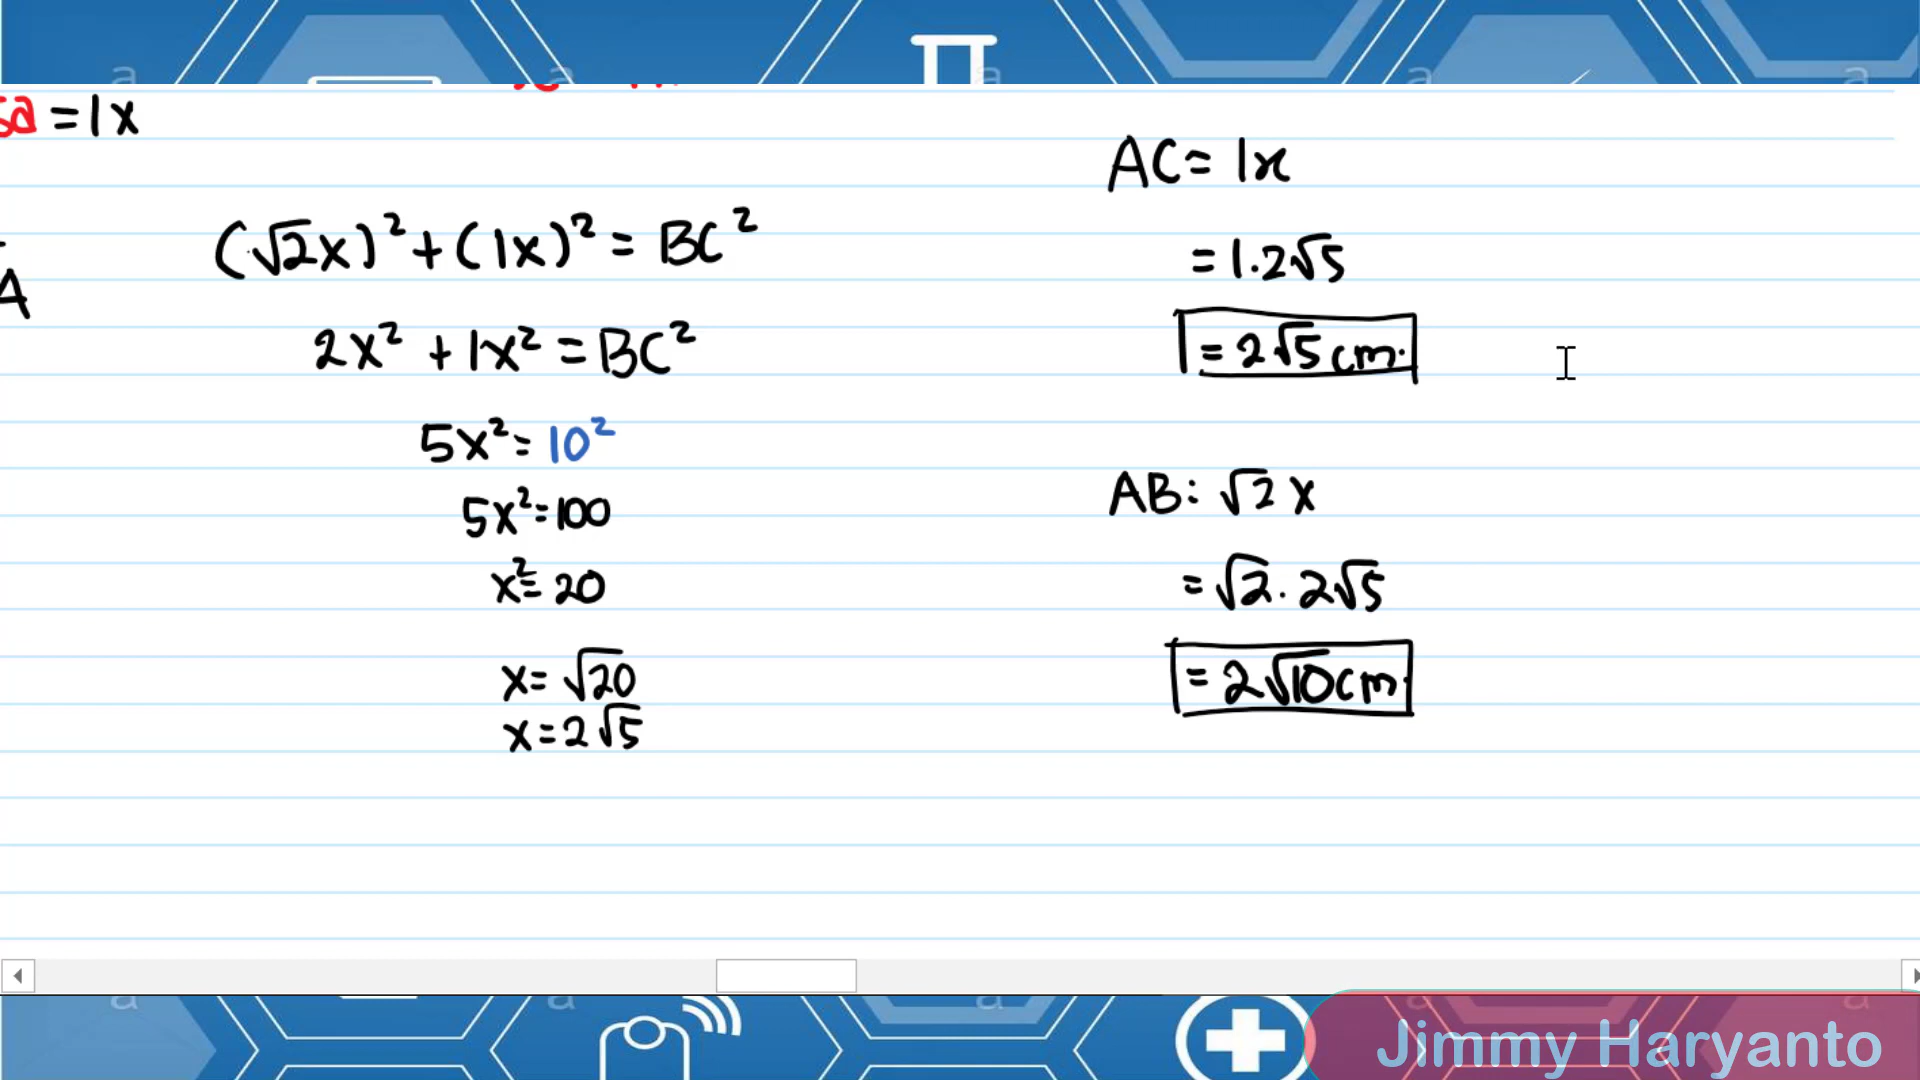 sa = 1x
A
(√2x)² + (1x)² = BC²
2x² + 1x² = BC²
5x² = 10²
5x² = 100
x² = 20
x = √20
x = 2√5
AC = 1x
= 1.2√5
= 2√5 cm.
AB : √2 x
= √2 . 2√5
= 2√10 cm.
Jimmy Haryanto